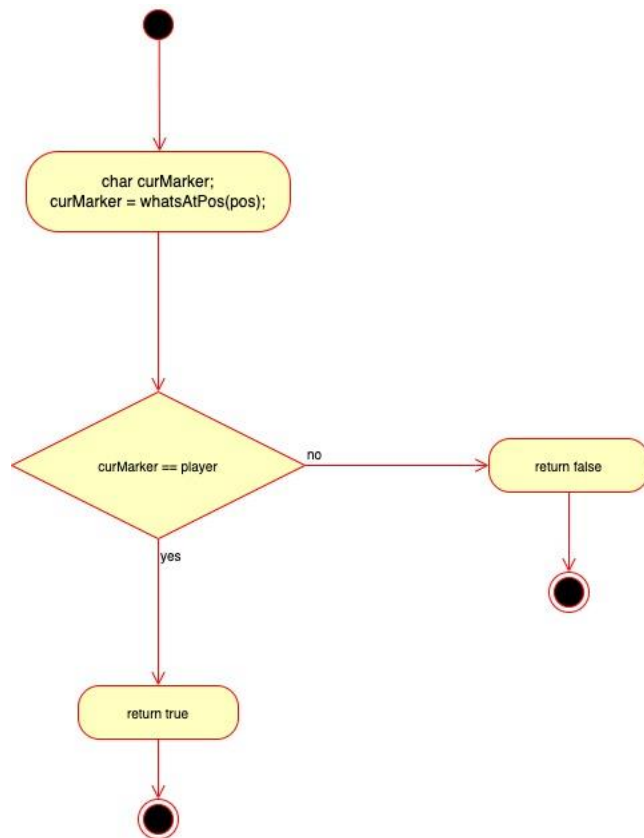 char curMarker;
curMarker = whatsAtPos(pos);
curMarker == player
no
return false
yes
return true